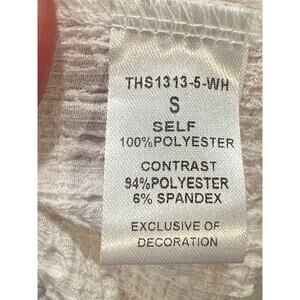 THS1313-5-WH
S
SELF
100%POLYESTER
CONTRAST
94%POLYESTER
6% SPANDEX
EXCLUSIVE OF
DECORATION